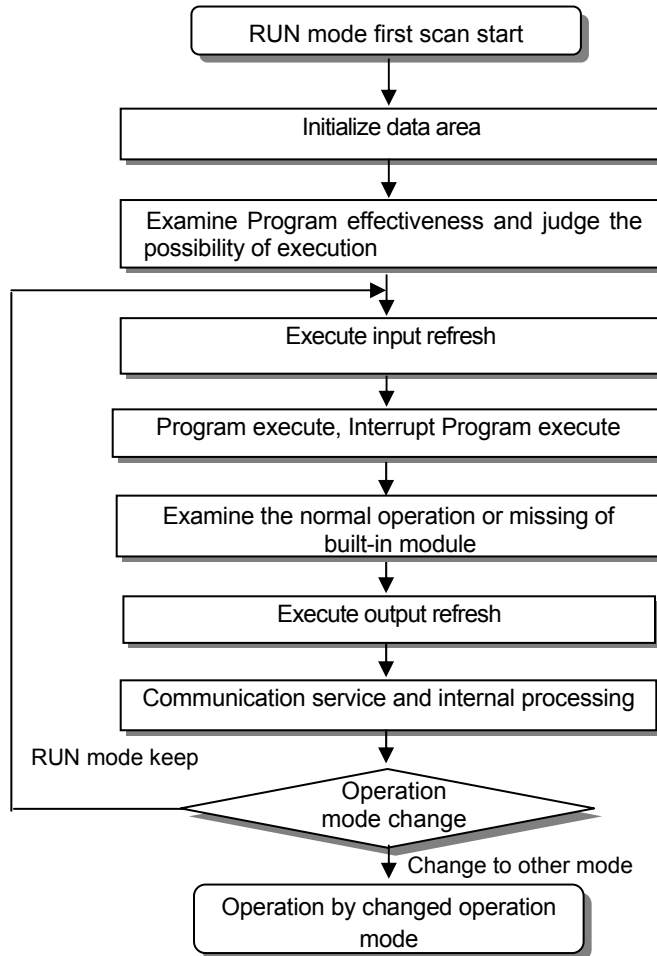 RUN mode first scan start
Initialize data area
Examine Program effectiveness and judge the
possibility of execution
Execute input refresh
Program execute, Interrupt Program execute
Examine the normal operation or missing of
built-in module
Execute output refresh
Communication service and internal processing
RUN mode keep
Operation
mode change
Change to other mode
Operation by changed operation
mode